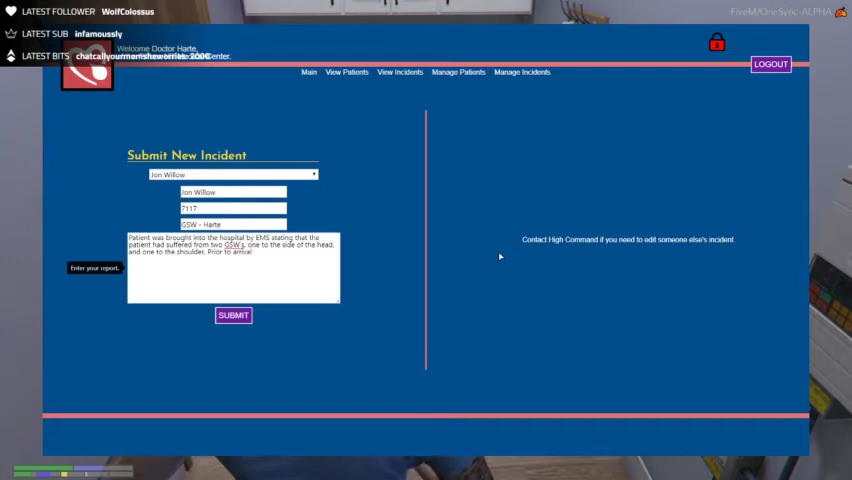 LATEST FOLLOWER WolfColossus
FiveM/OneSync-ALPHA
LATEST SUB infamously
Welcome Doctor Harte,
LATEST BITS chatcallyourmomsheworries: 2000
Center.
LOGOUT
Main View Patients View Incidents Manage Patients Manage Incidents
Submit New Incident
Jon Willow
Jon Willow
7117
GSW - Harte
Patient was brought into the hospital by EMS stating that the
patient had suffered from two GSW's, one to the side of the head,
and one to the shoulder. Prior to arrival
Enter your report.
SUBMIT
Contact High Command if you need to edit someone else's incident.